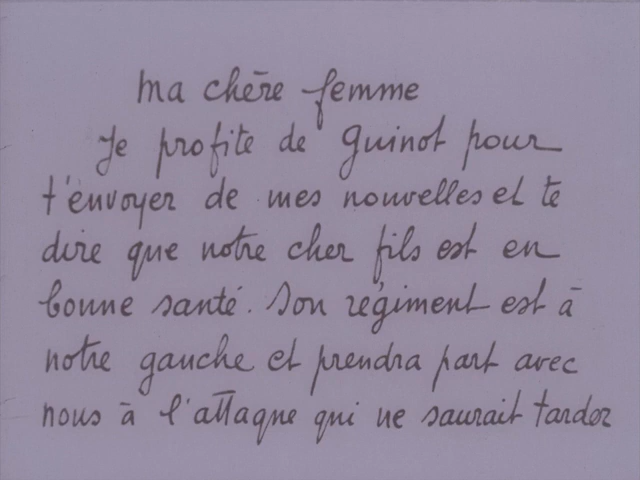 Ma chère femme
Je profite de Guinot pour
t'envoyer de mes nouvelles et te
dire que notre cher fils est en
bonne santé. Son régiment est à
notre gauche et prendra part avec
nous à l'attaque qui ne saurait tarder